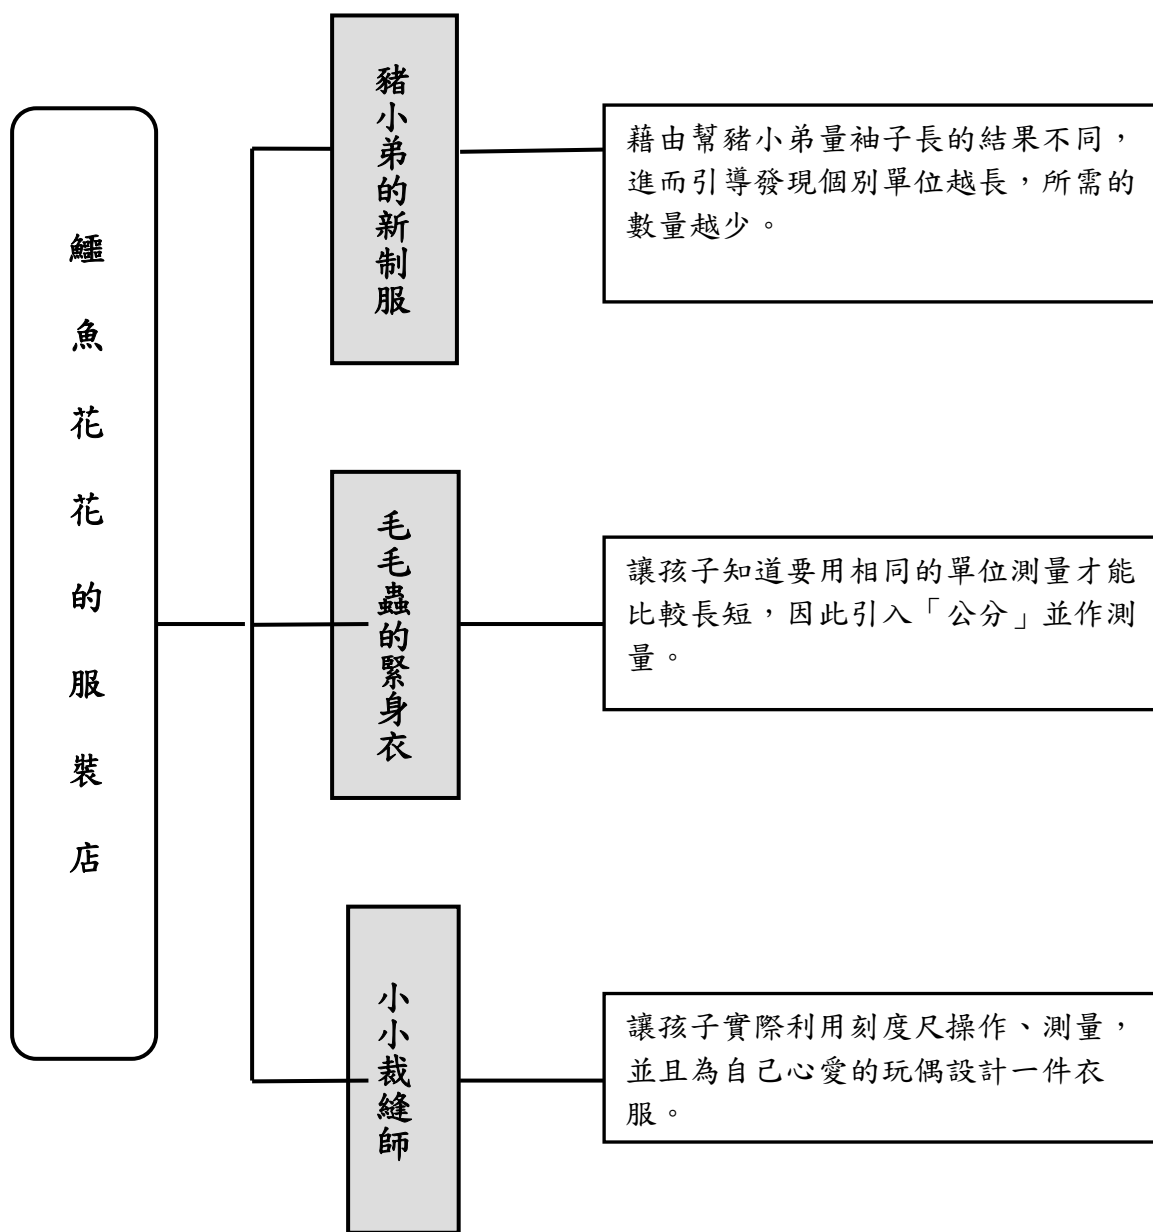 鱷魚花花的服裝店
豬小弟的新制服
藉由幫豬小弟量袖子長的結果不同，
進而引導發現個別單位越長，所需的
數量越少。
毛毛蟲的緊身衣
讓孩子知道要用相同的單位測量才能
比較長短，因此引入「公分」並作測
量。
小小裁縫師
讓孩子實際利用刻度尺操作、測量，
並且為自己心愛的玩偶設計一件衣
服。